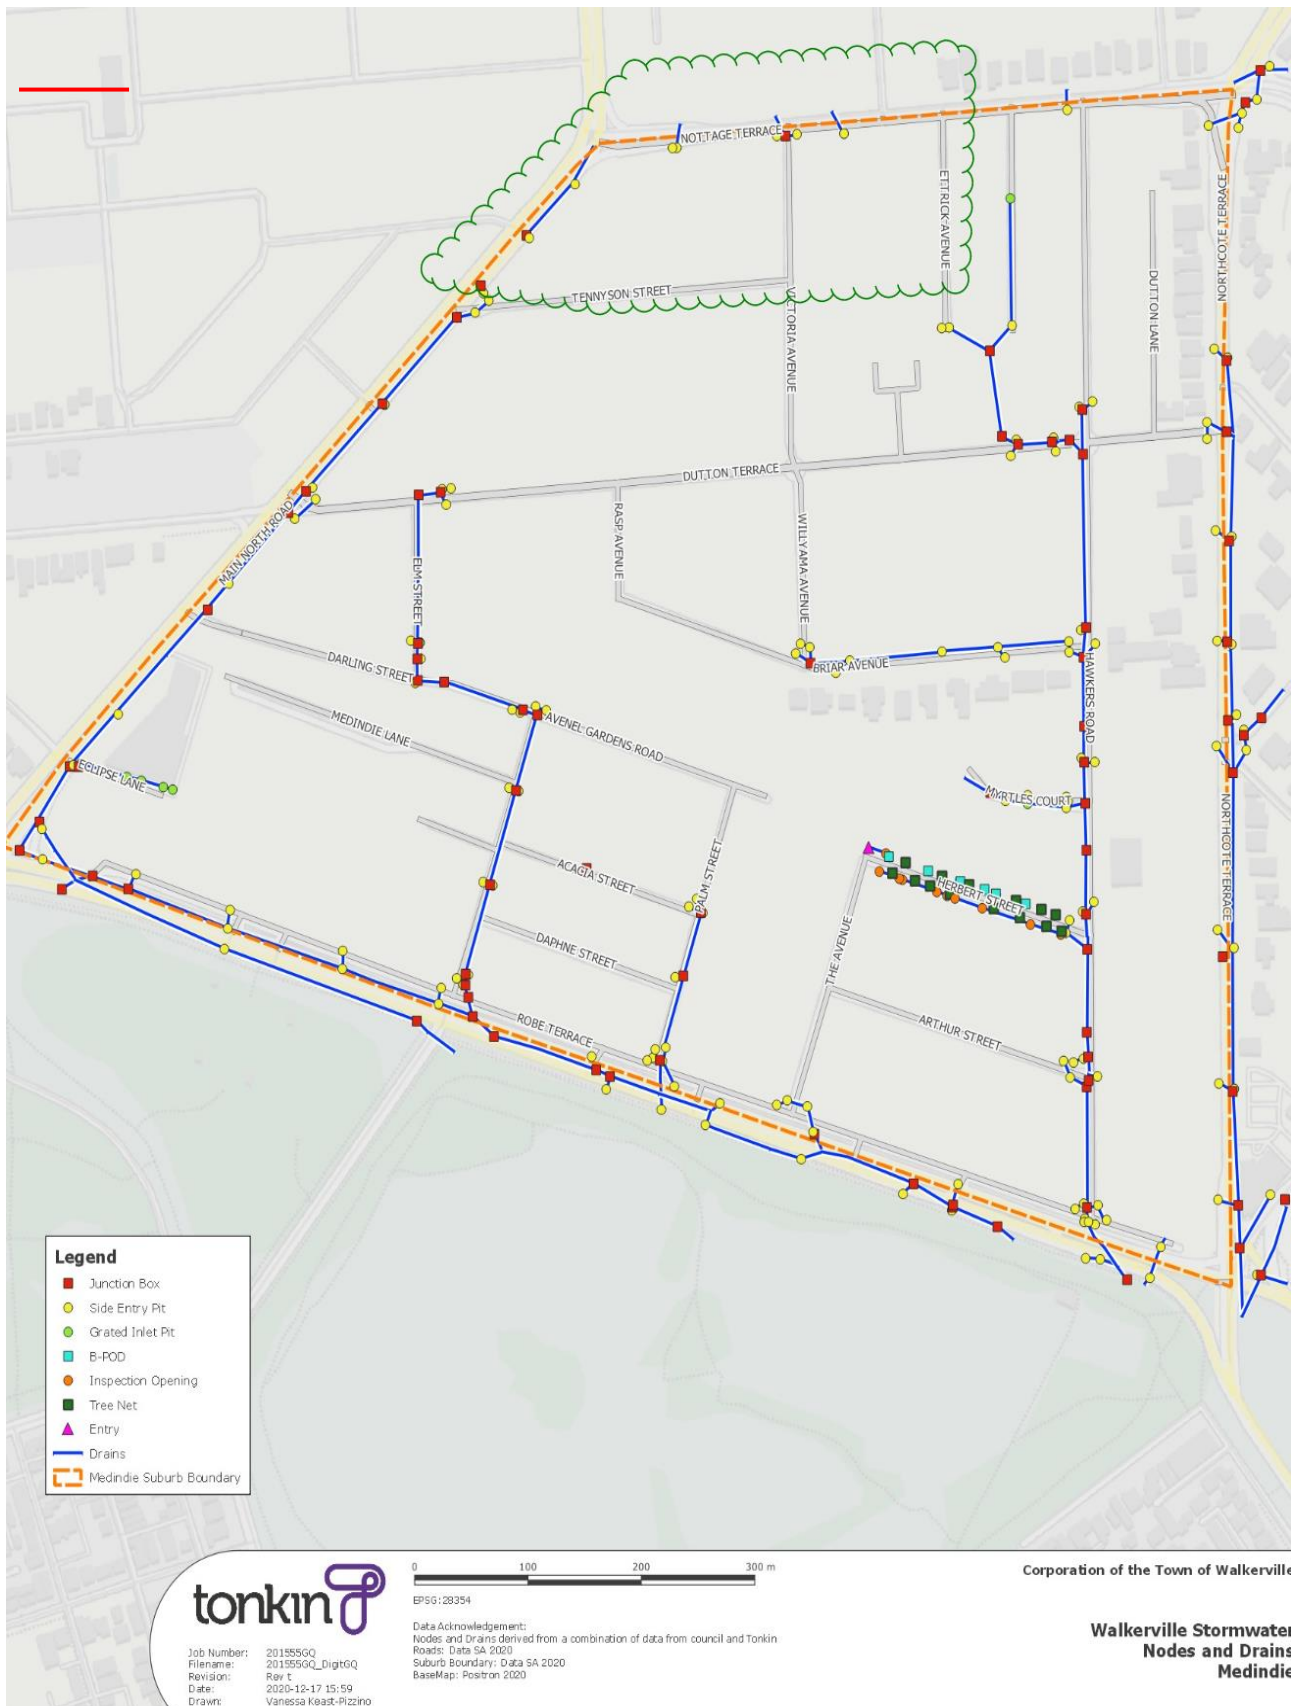 NOTTAGE TERRACE
ETTRICK AVENUE
NORTHCOTE TERRACE
TENNYSON STREET
VICTORIA AVENUE
DUTTON LANE
DUTTON TERRACE
MAIN NORTH ROAD
RASP AVENUE
WILLYAMA AVENUE
ELM STREET
DARLING STREET
BRIAR AVENUE
HAWKERS ROAD
MEDINDIE LANE
AVENEL GARDENS ROAD
ECLIPSE LANE
MYRTLES COURT
NORTHCOTE TERRACE
ACACIA STREET
PALM STREET
HERBERT STREET
DAPHNE STREET
THE AVENUE
ROBE TERRACE
ARTHUR STREET
Legend
Junction Box
Side Entry Pit
Grated Inlet Pit
B-POD
Inspection Opening
Tree Net
Entry
Drains
Medindie Suburb Boundary
tonkin
Job Number: 201555GQ
Filename: 201555GQ_DigitGQ
Revision: Rev t
Date: 2020-12-17 15:59
Drawn: Vanessa Keast-Pizzino
0 100 200 300 m
EPSG:28354
Data Acknowledgement:
Nodes and Drains derived from a combination of data from council and Tonkin
Roads: Data SA 2020
Suburb Boundary: Data SA 2020
BaseMap: Positron 2020
Corporation of the Town of Walkerville
Walkerville Stormwater
Nodes and Drains
Medindie